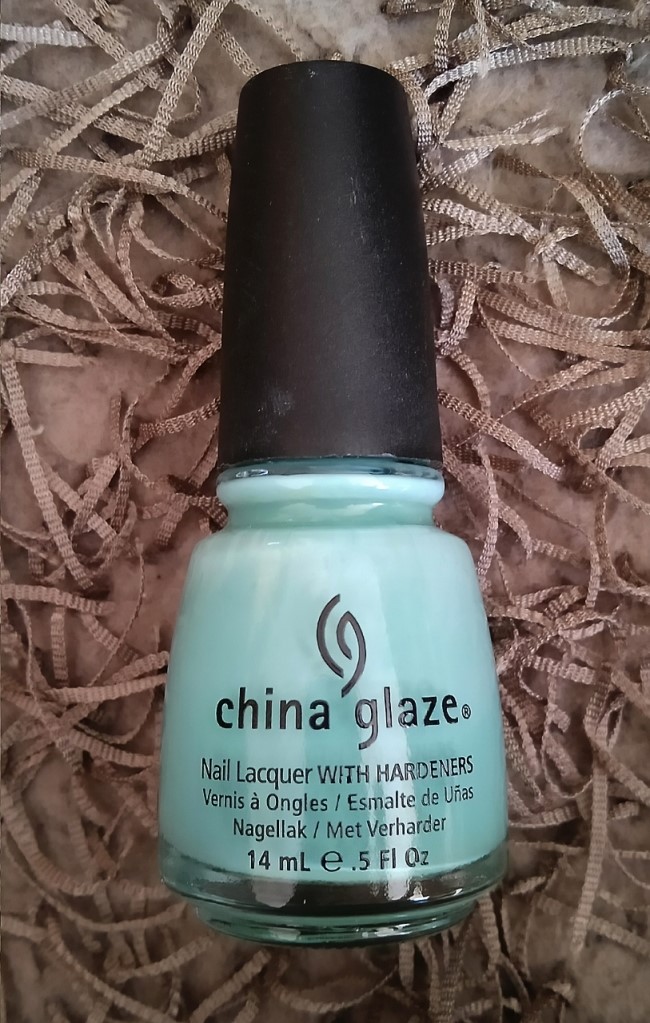 china glaze®
Nail Lacquer WITH HARDENERS
Vernis à Ongles / Esmalte de Uñas
Nagellak / Met Verharder
14 mL ℮ .5 Fl Oz